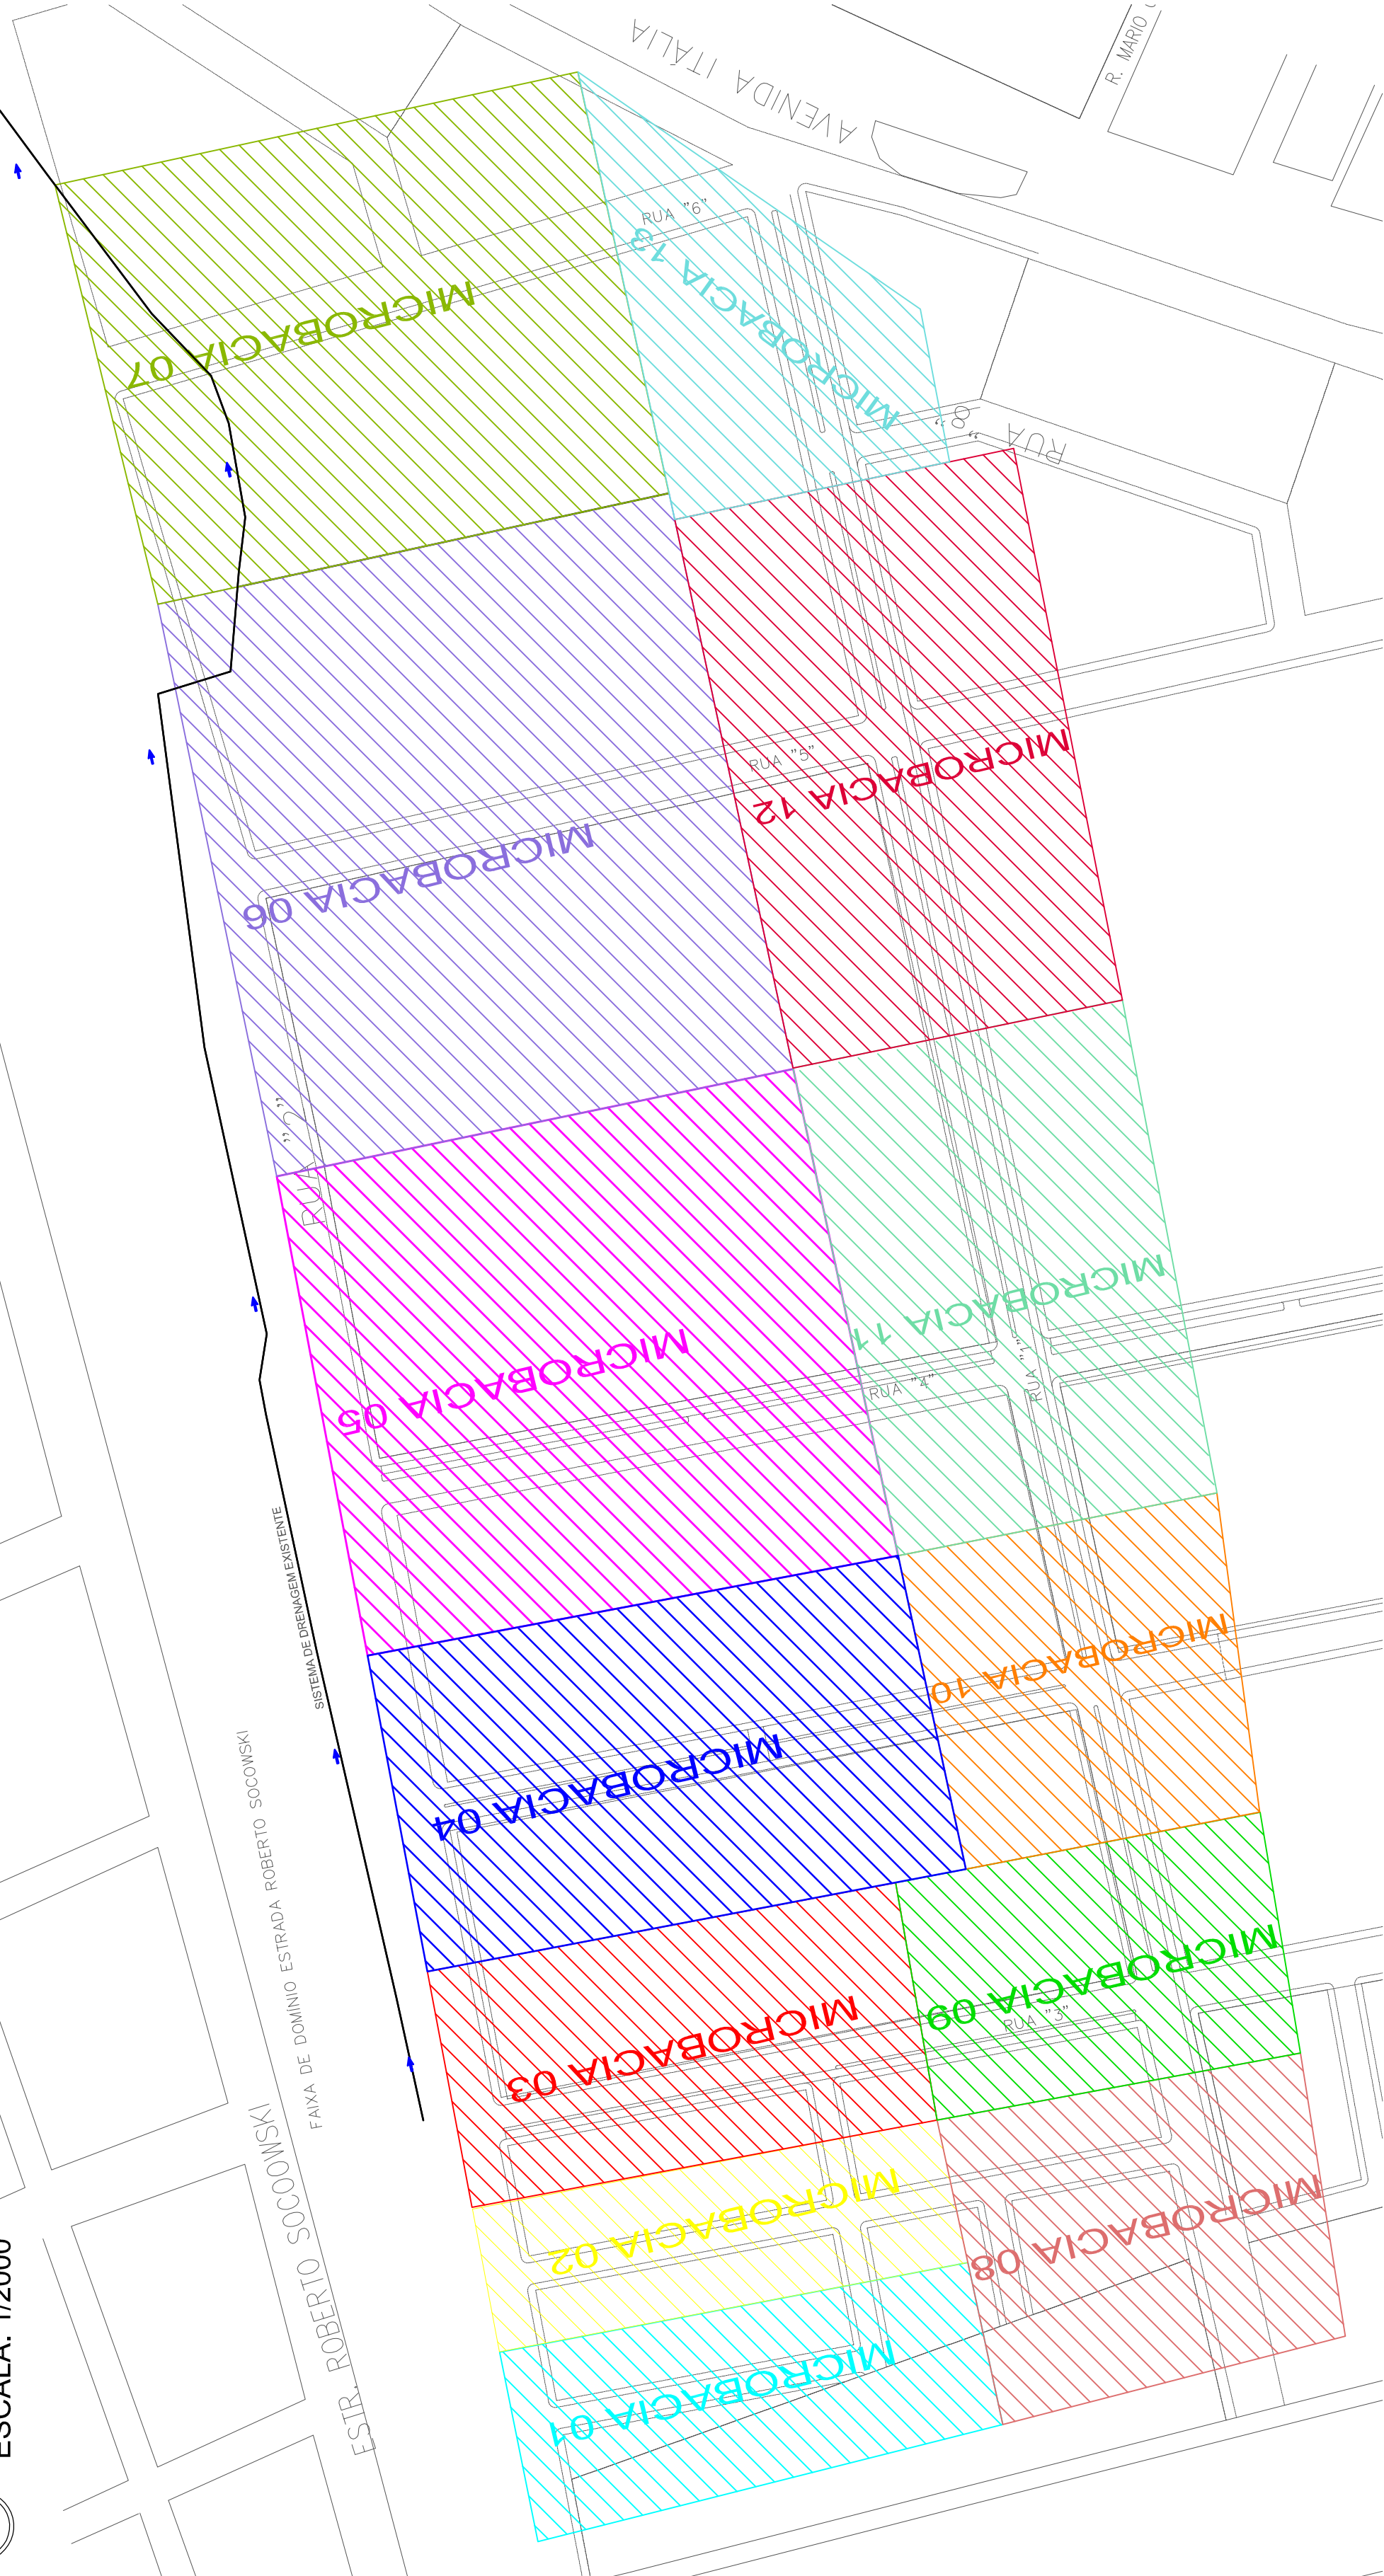 AVENIDA ITÁLIA
R. MARIO
RUA "6"
MICROBACIA 13
MICROBACIA 07
RUA "8"
RUA "5"
MICROBACIA 12
MICROBACIA 06
RUA "2"
MICROBACIA 11
MICROBACIA 05
RUA "1"
RUA "4"
SISTEMA DE DRENAGEM EXISTENTE
MICROBACIA 10
MICROBACIA 04
FAIXA DE DOMÍNIO ESTRADA ROBERTO SOCOWSKI
MICROBACIA 09
MICROBACIA 03
RUA "3"
ESTR. ROBERTO SOCOWSKI
MICROBACIA 02
MICROBACIA 08
MICROBACIA 01
ESCALA: 1/2000